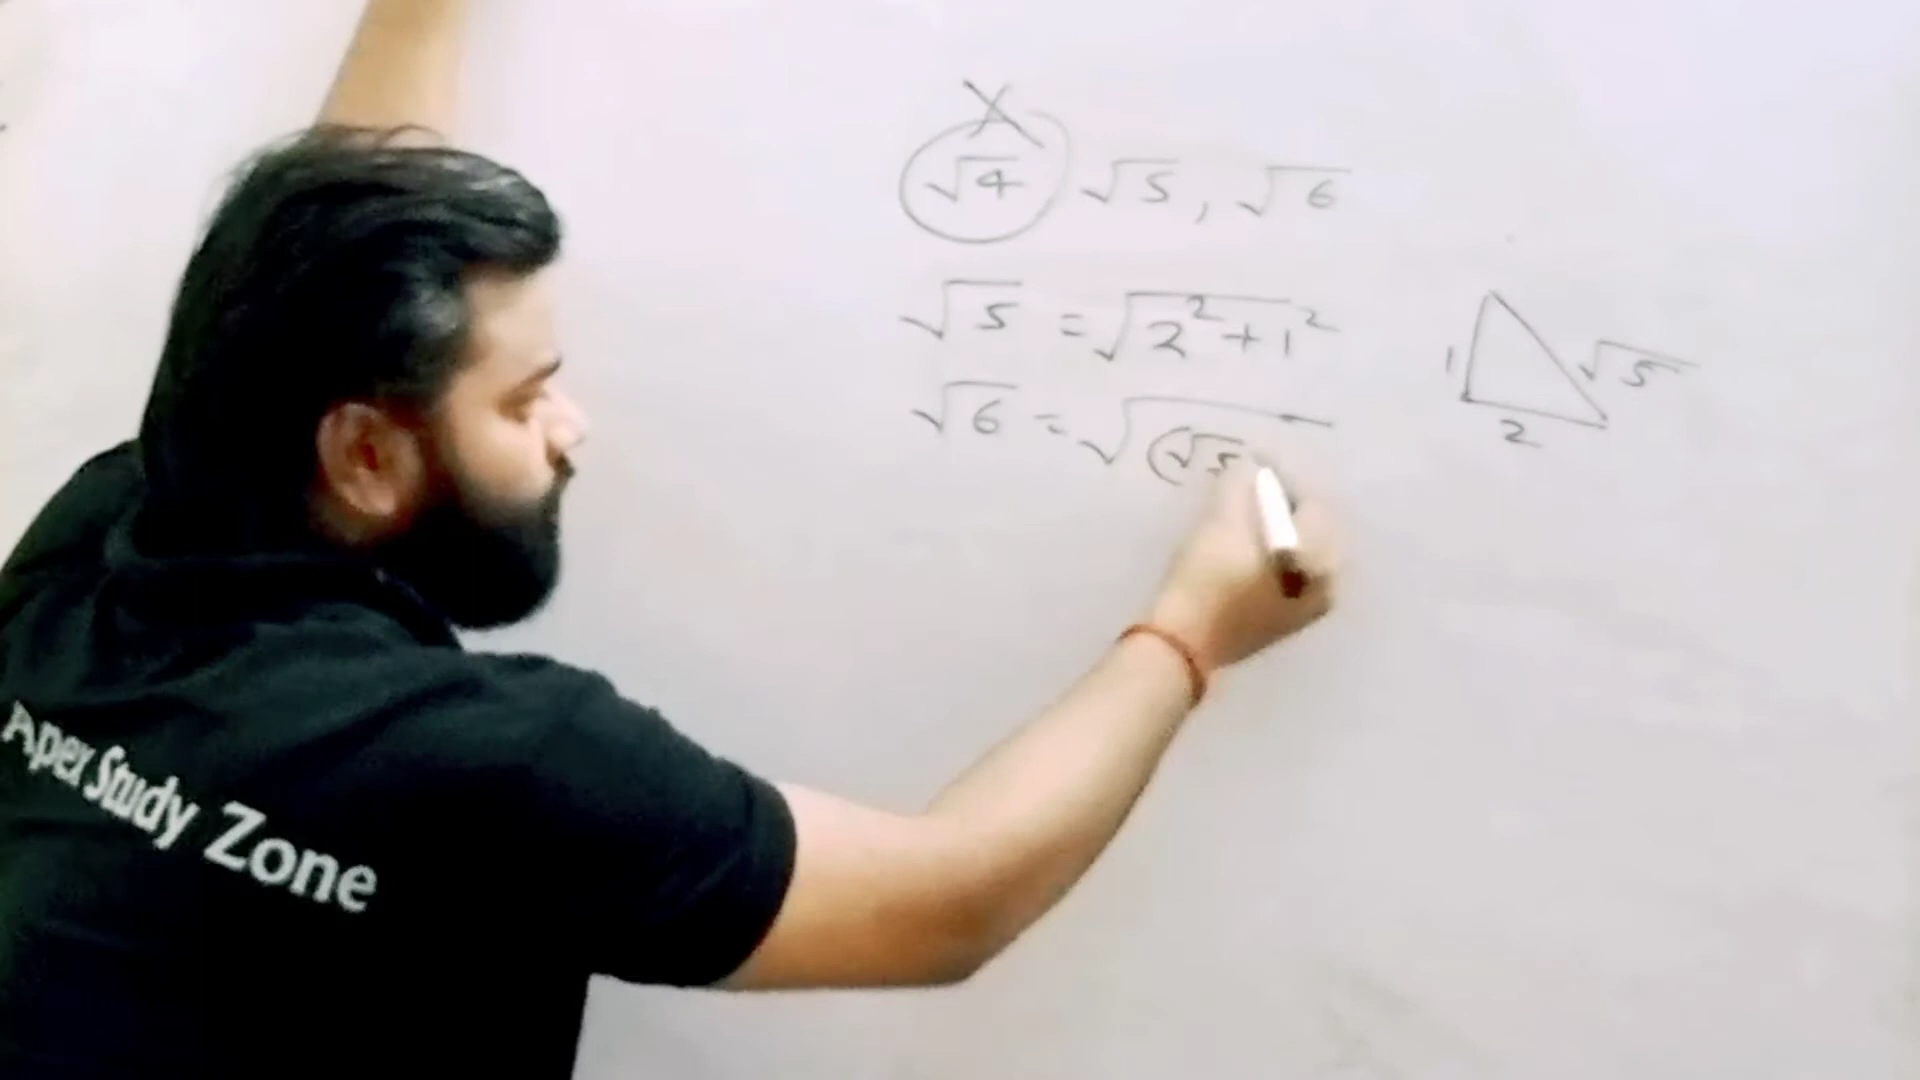 X
√4 √5, √6
√5 = √2²+1²
√6 = √(√5
1
√5
2
Apex Study Zone